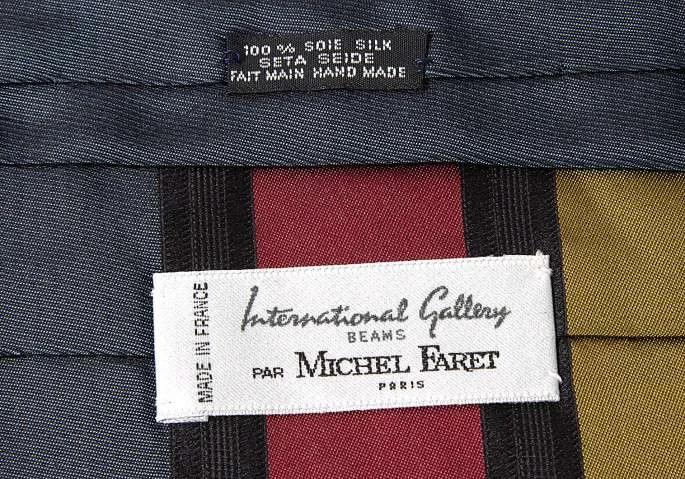 100 % SOIE SILK
SETA SEIDE
FAIT MAIN HAND MADE
MADE IN FRANCE
International Gallery
BEAMS
PAR MICHEL FARET
PARIS